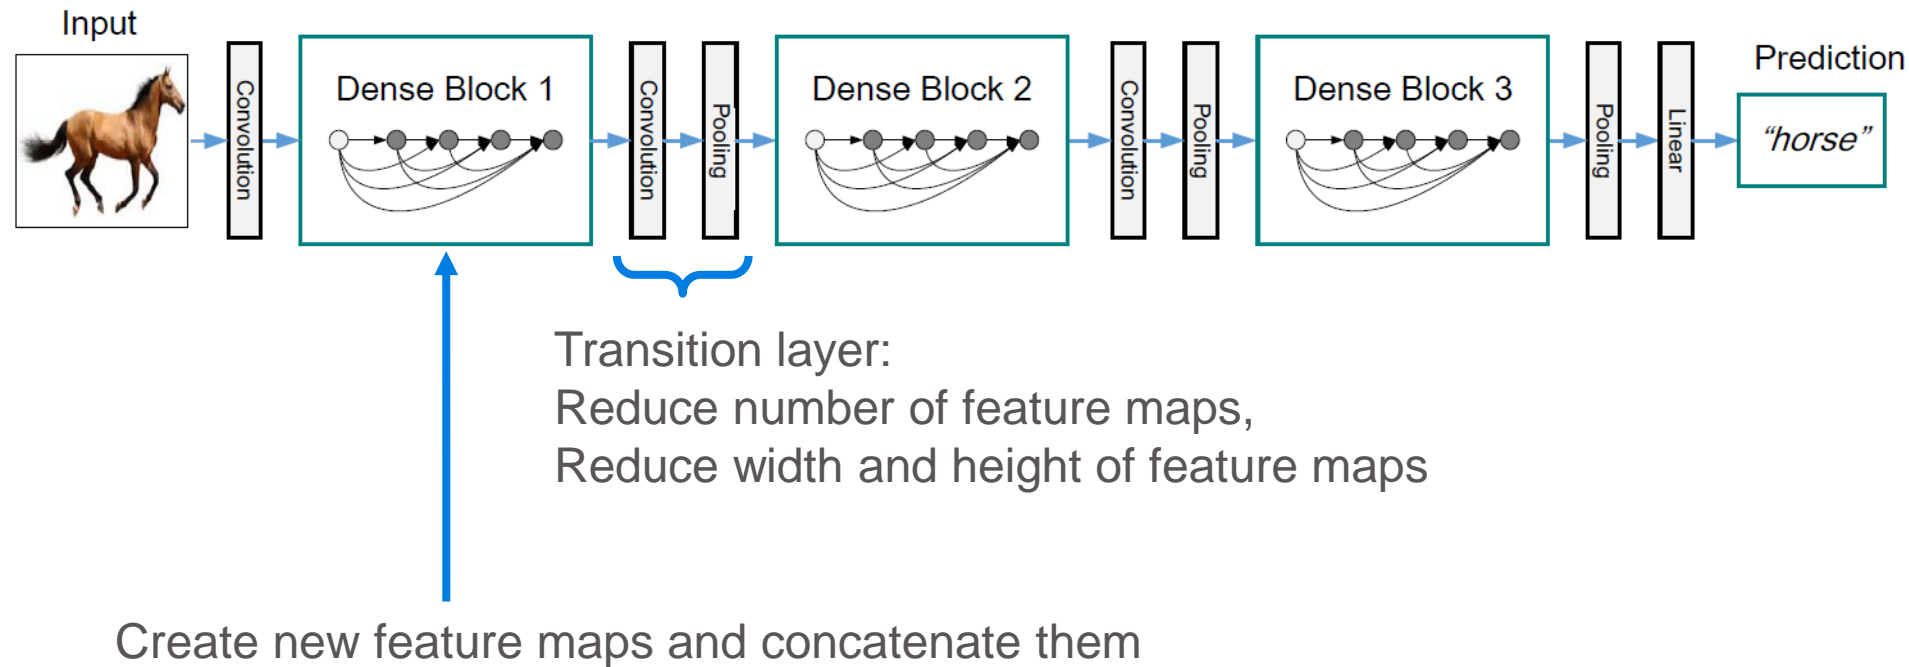 Input
Convolution
Dense Block 1
Convolution
Pooling
Dense Block 2
Convolution
Pooling
Dense Block 3
Pooling
Linear
Prediction
“horse”
Transition layer:
Reduce number of feature maps,
Reduce width and height of feature maps
Create new feature maps and concatenate them